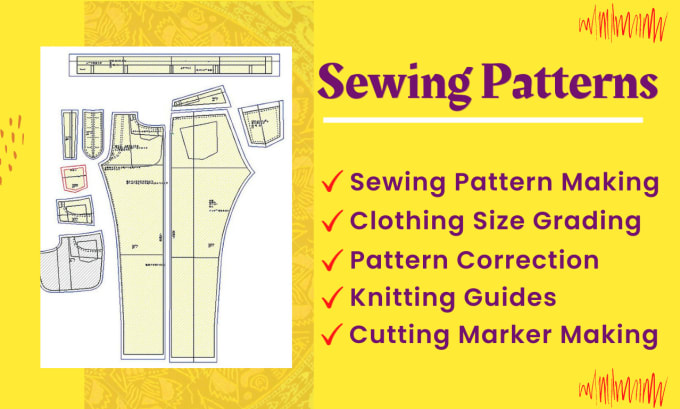 Sewing Patterns
Sewing Pattern Making
Clothing Size Grading
Pattern Correction
Knitting Guides
Cutting Marker Making